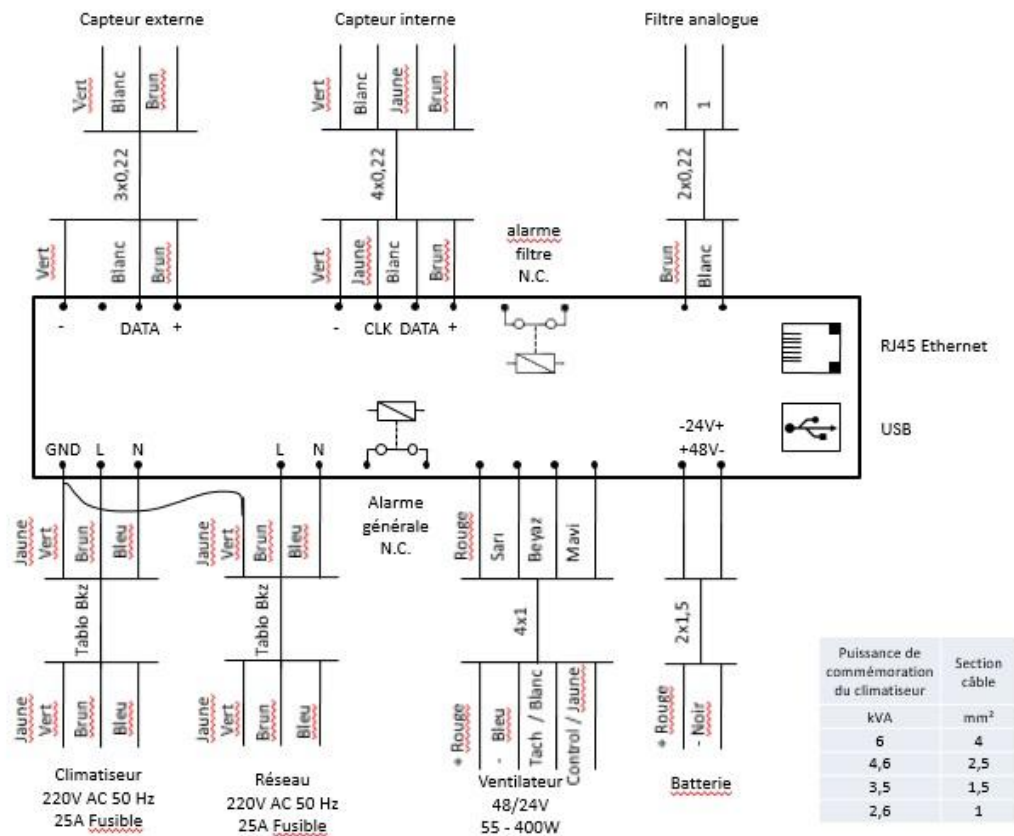 Capteur externe
Capteur interne
Filtre analogue
Vert
Blanc
Brun
Vert
Blanc
Jaune
Brun
3
1
3x0,22
4x0,22
2x0,22
Vert
Blanc
Brun
Vert
Jaune
Blanc
Brun
alarme
filtre
N.C.
Brun
Blanc
- DATA +
- CLK DATA +
RJ45 Ethernet
USB
GND L N
L N
-24V+
+48V-
Alarme
générale
N.C.
Jaune
Vert
Brun
Bleu
Jaune
Vert
Brun
Bleu
Rouge
Sarı
Beyaz
Mavi
Tablo Bkz
Tablo Bkz
4x1
2x1,5
Jaune
Vert
Brun
Bleu
Jaune
Vert
Brun
Bleu
+ Rouge
- Bleu
Tach / Blanc
Control / Jaune
+ Rouge
- Noir
Climatiseur
220V AC 50 Hz
25A Fusible
Réseau
220V AC 50 Hz
25A Fusible
Ventilateur
48/24V
55 - 400W
Batterie
Puissance de
commémoration
du climatiseur
Section
câble
kVA mm²
6 4
4,6 2,5
3,5 1,5
2,6 1